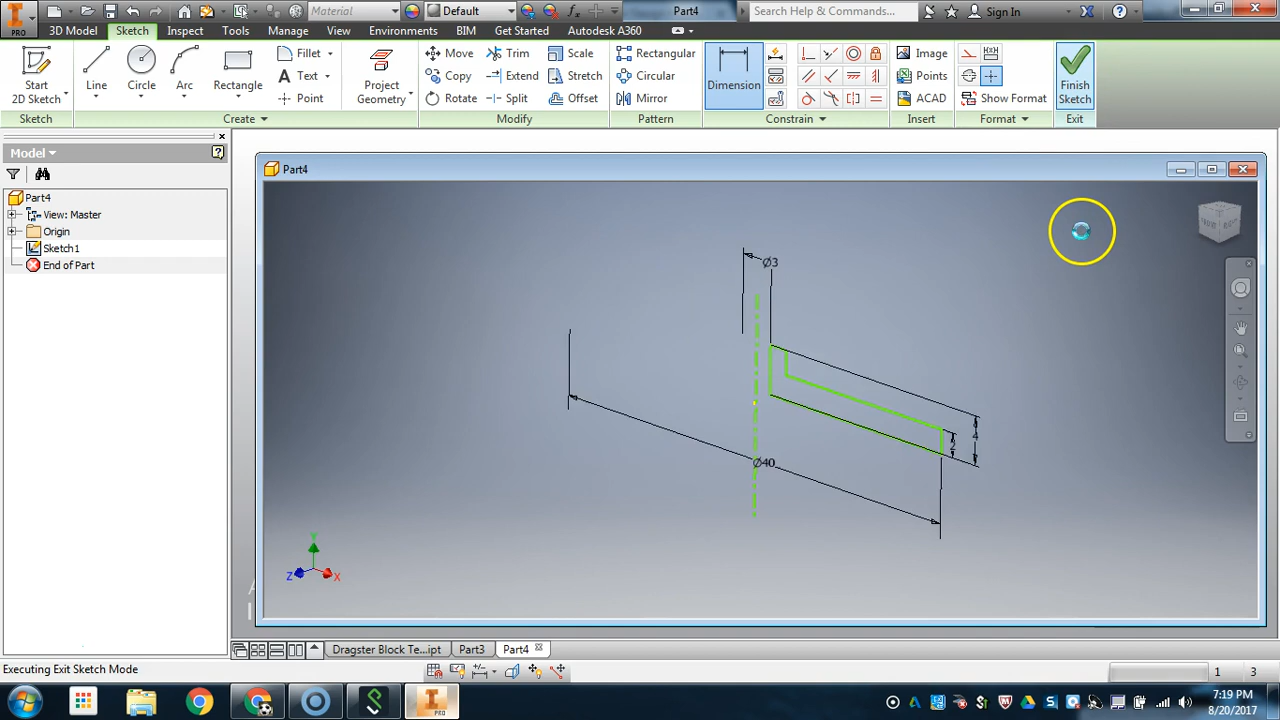 I
PRO
Material
Default
fx
Part4
Search Help & Commands...
Sign In
3D Model
Sketch
Inspect
Tools
Manage
View
Environments
BIM
Get Started
Autodesk A360
Start
2D Sketch
Line
Circle
Arc
Rectangle
Fillet
Text
Point
Project
Geometry
Move
Copy
Rotate
Trim
Extend
Split
Scale
Stretch
Offset
Rectangular
Circular
Mirror
Dimension
Image
Points
ACAD
Show Format
Finish
Sketch
Sketch
Create
Modify
Pattern
Constrain
Insert
Format
Exit
Model
Part4
View: Master
Origin
Sketch1
End of Part
Part4
Ø3
4
2
Ø40
Y
Z
X
Dragster Block Te...ipt
Part3
Part4
Executing Exit Sketch Mode
1
3
I
PRO
7:19 PM
8/20/2017